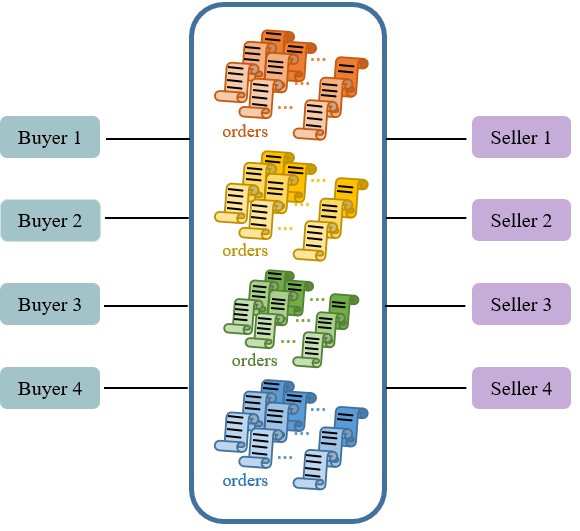 orders
Buyer 1
Seller 1
Buyer 2
Seller 2
orders
Buyer 3
Seller 3
orders
Buyer 4
Seller 4
orders